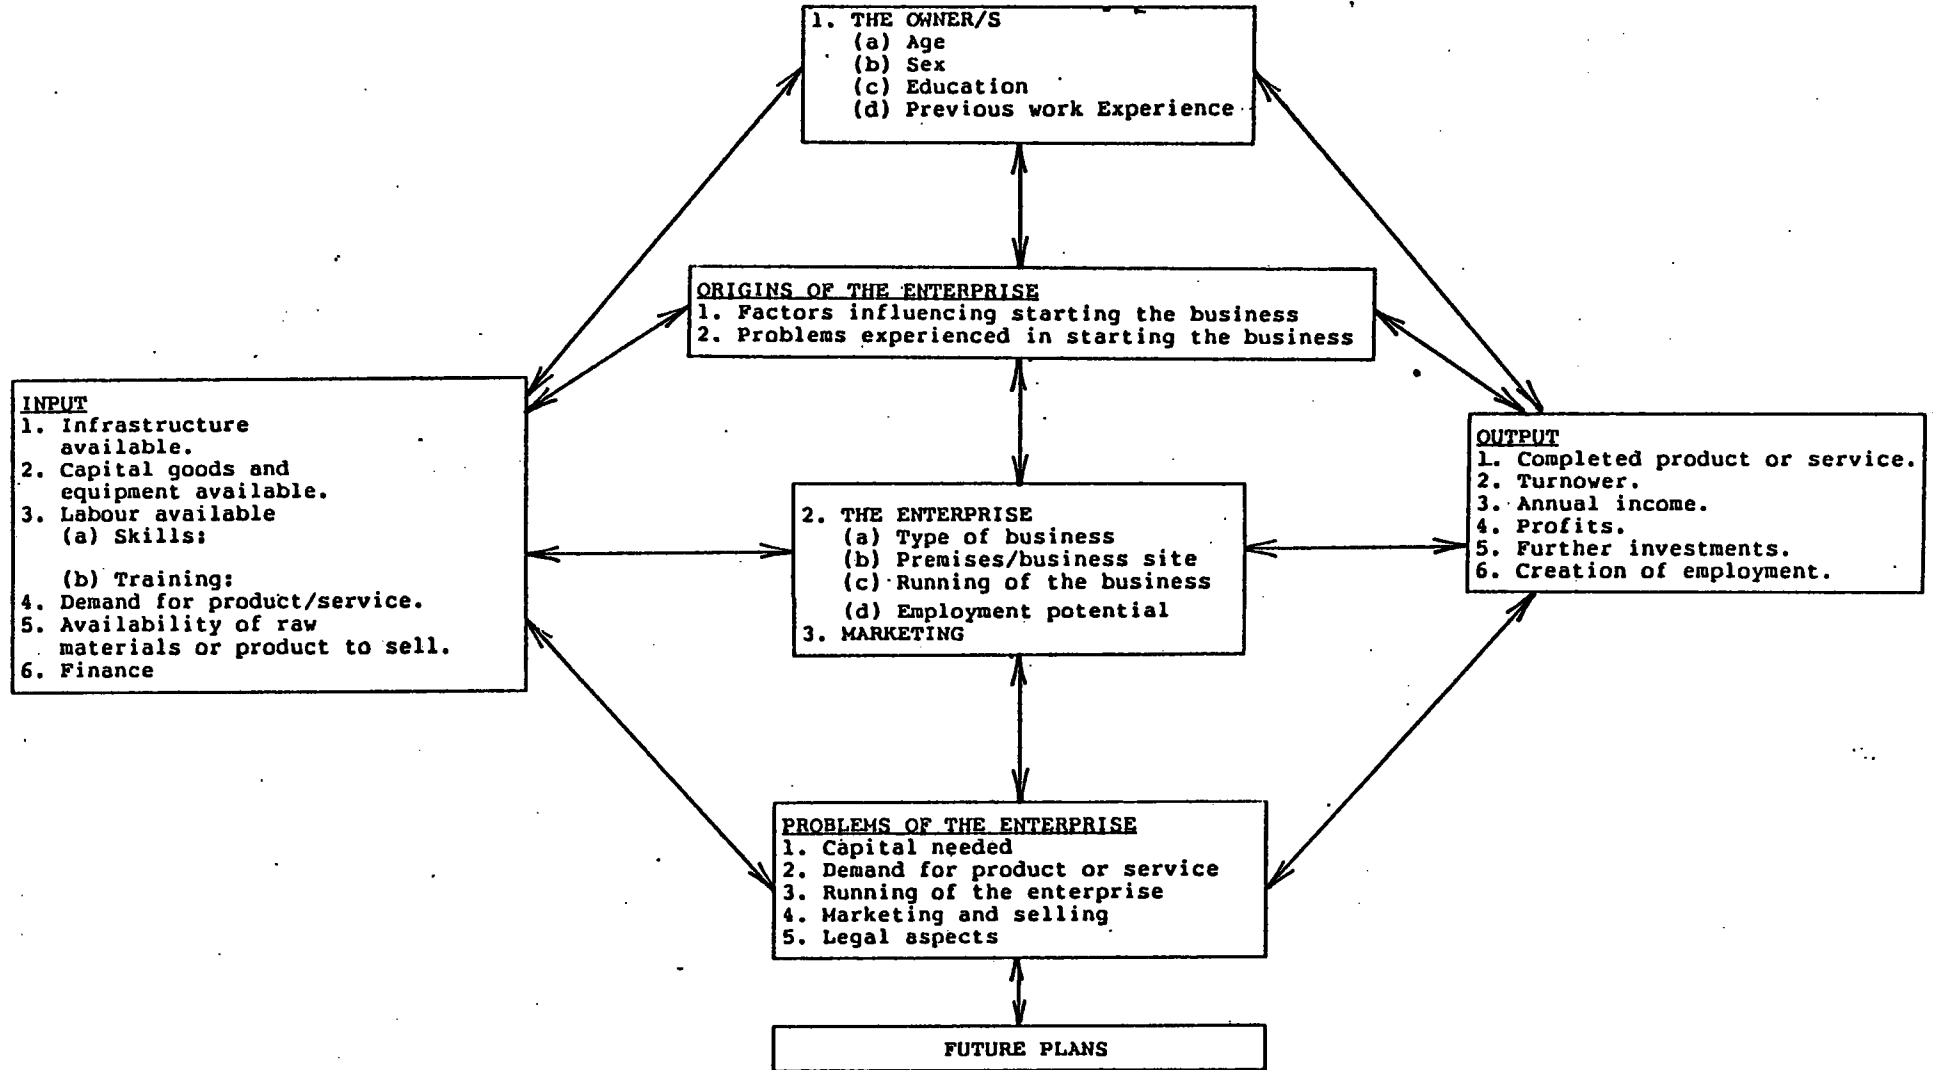 1. THE OWNER/S
(a) Age
(b) Sex
(c) Education
(d) Previous work Experience
ORIGINS OF THE ENTERPRISE
1. Factors influencing starting the business
2. Problems experienced in starting the business
INPUT
1. Infrastructure
available.
2. Capital goods and
equipment available.
3. Labour available
(a) Skills:
(b) Training:
4. Demand for product/service.
5. Availability of raw
materials or product to sell.
6. Finance
2. THE ENTERPRISE
(a) Type of business
(b) Premises/business site
(c) Running of the business
(d) Employment potential
3. MARKETING
OUTPUT
1. Completed product or service.
2. Turnower.
3. Annual income.
4. Profits.
5. Further investments.
6. Creation of employment.
PROBLEMS OF THE ENTERPRISE
1. Capital needed
2. Demand for product or service
3. Running of the enterprise
4. Marketing and selling
5. Legal aspects
FUTURE PLANS